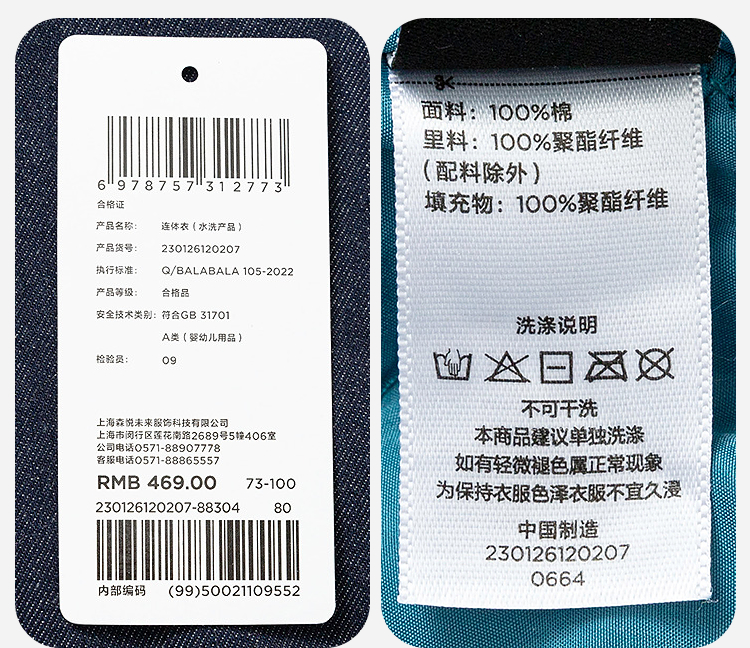 6 978757 312773
合格证
产品名称: 连体衣（水洗产品）
产品货号: 230126120207
执行标准: Q/BALABALA 105-2022
产品等级: 合格品
安全技术类别: 符合GB 31701
A类（婴幼儿用品）
检验员: 09
上海森悦未来服饰科技有限公司
上海市闵行区莲花南路2689号5幢406室
公司电话0571-88907778
客服电话0571-88865557
RMB 469.00 73-100
230126120207-88304 80
内部编码 (99)50021109552
面料: 100%棉
里料: 100%聚酯纤维
(配料除外)
填充物: 100%聚酯纤维
洗涤说明
不可干洗
本商品建议单独洗涤
如有轻微褪色属正常现象
为保持衣服色泽衣服不宜久浸
中国制造
230126120207
0664